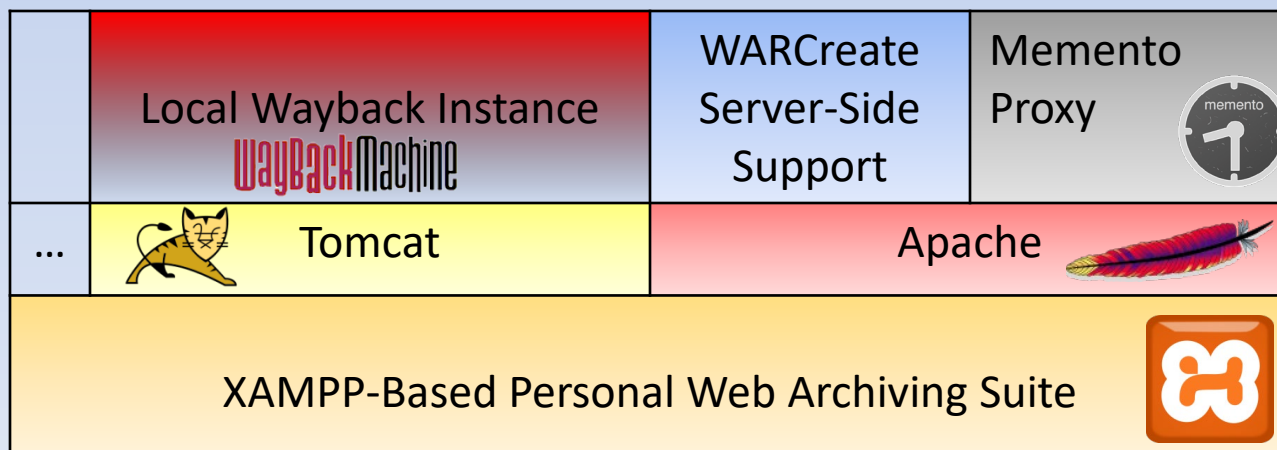 Local Wayback Instance
WayBackMachine
WARCreate
Server-Side
Support
Memento
Proxy
memento
...
Tomcat
Apache
XAMPP-Based Personal Web Archiving Suite